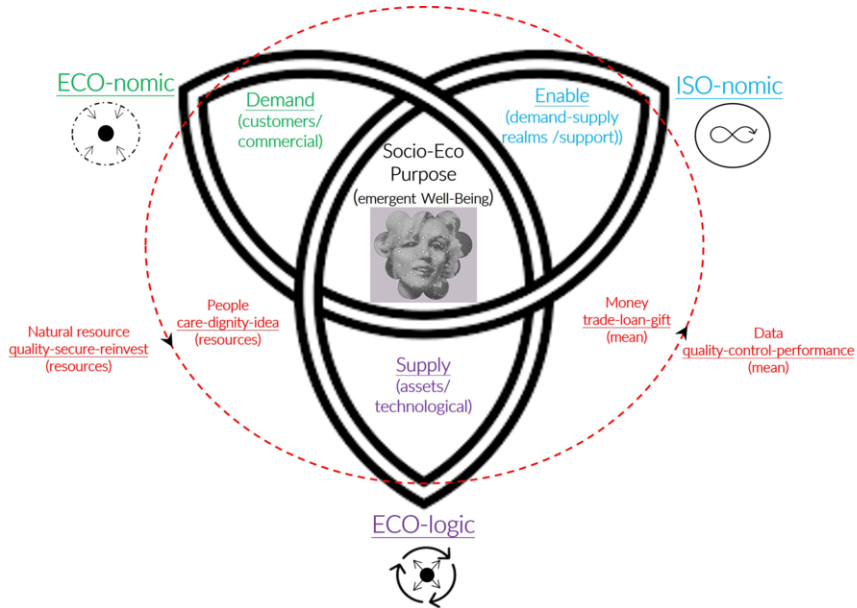 ECO-nomic
ISO-nomic
Demand
(customers/
commercial)
Enable
(demand-supply
realms /support))
Socio-Eco
Purpose
(emergent Well-Being)
Natural resource
quality-secure-reinvest
(resources)
People
care-dignity-idea
(resources)
Money
trade-loan-gift
(mean)
Data
quality-control-performance
(mean)
Supply
(assets/
technological)
ECO-logic